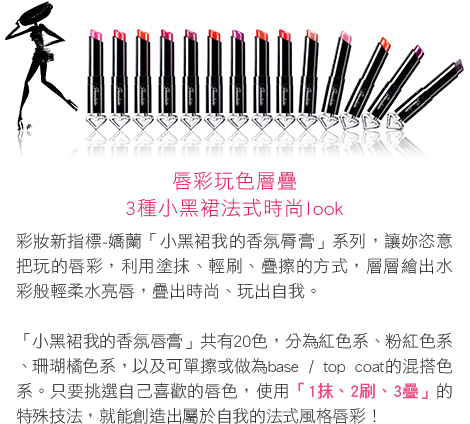 唇彩玩色層疊
3種小黑裙法式時尚look
彩妝新指標-嬌蘭「小黑裙我的香氛脣膏」系列，讓妳恣意
把玩的唇彩，利用塗抹、輕刷、疊擦的方式，層層繪出水
彩般輕柔水亮唇，疊出時尚、玩出自我。
「小黑裙我的香氛唇膏」共有20色，分為紅色系、粉紅色系
、珊瑚橘色系，以及可單擦或做為base / top coat的混搭色
系。只要挑選自己喜歡的唇色，使用「1抹、2刷、3疊」的
特殊技法，就能創造出屬於自我的法式風格唇彩！